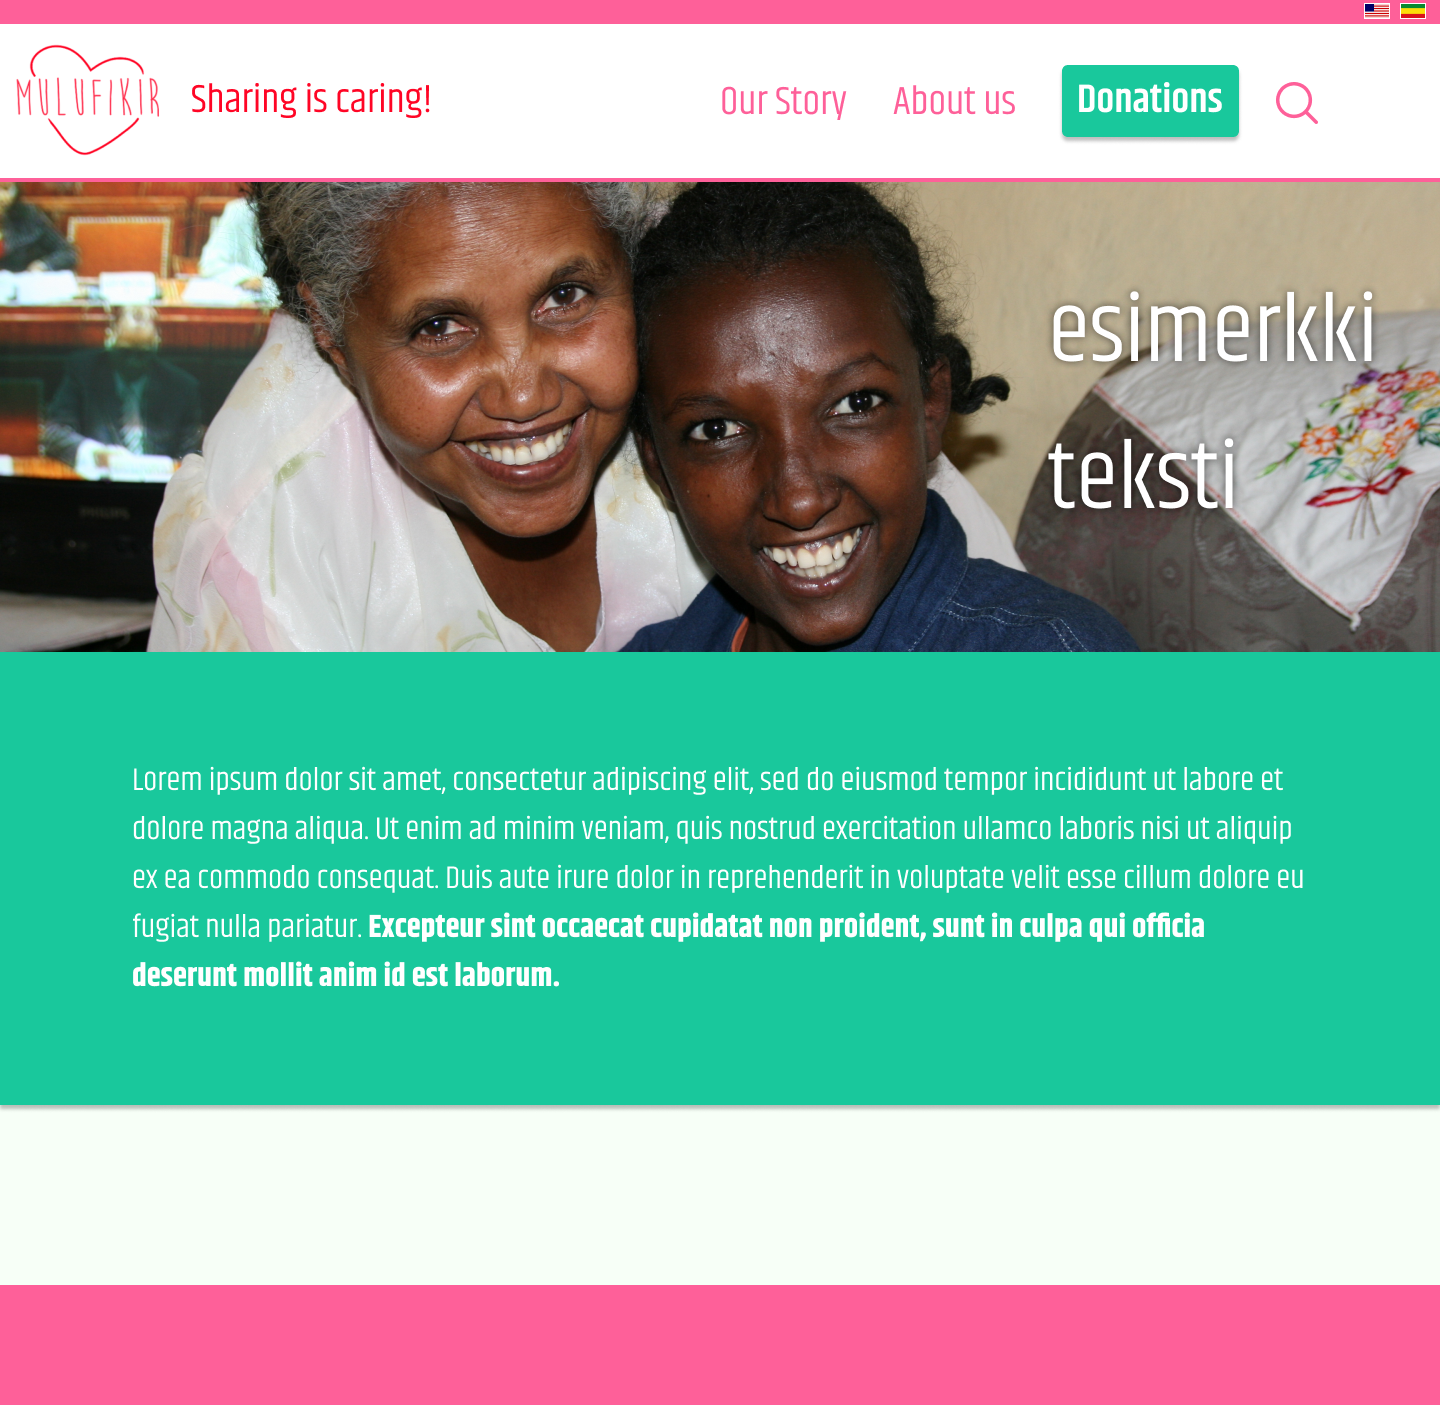 MULUFIKIR
Sharing is caring!
Our Story
About us
Donations
esimerkki
teksti
Lorem ipsum dolor sit amet, consectetur adipiscing elit, sed do eiusmod tempor incididunt ut labore et
dolore magna aliqua. Ut enim ad minim veniam, quis nostrud exercitation ullamco laboris nisi ut aliquip
ex ea commodo consequat. Duis aute irure dolor in reprehenderit in voluptate velit esse cillum dolore eu
fugiat nulla pariatur. Excepteur sint occaecat cupidatat non proident, sunt in culpa qui officia
deserunt mollit anim id est laborum.